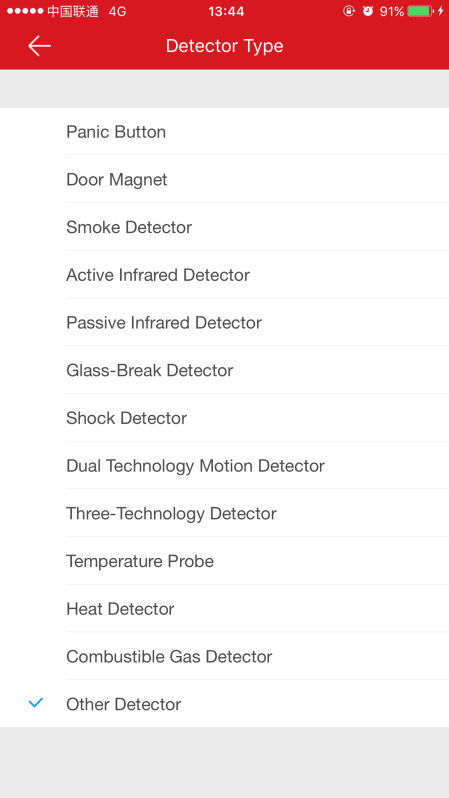 中国联通 4G 13:44 91%
Detector Type
Panic Button
Door Magnet
Smoke Detector
Active Infrared Detector
Passive Infrared Detector
Glass-Break Detector
Shock Detector
Dual Technology Motion Detector
Three-Technology Detector
Temperature Probe
Heat Detector
Combustible Gas Detector
Other Detector